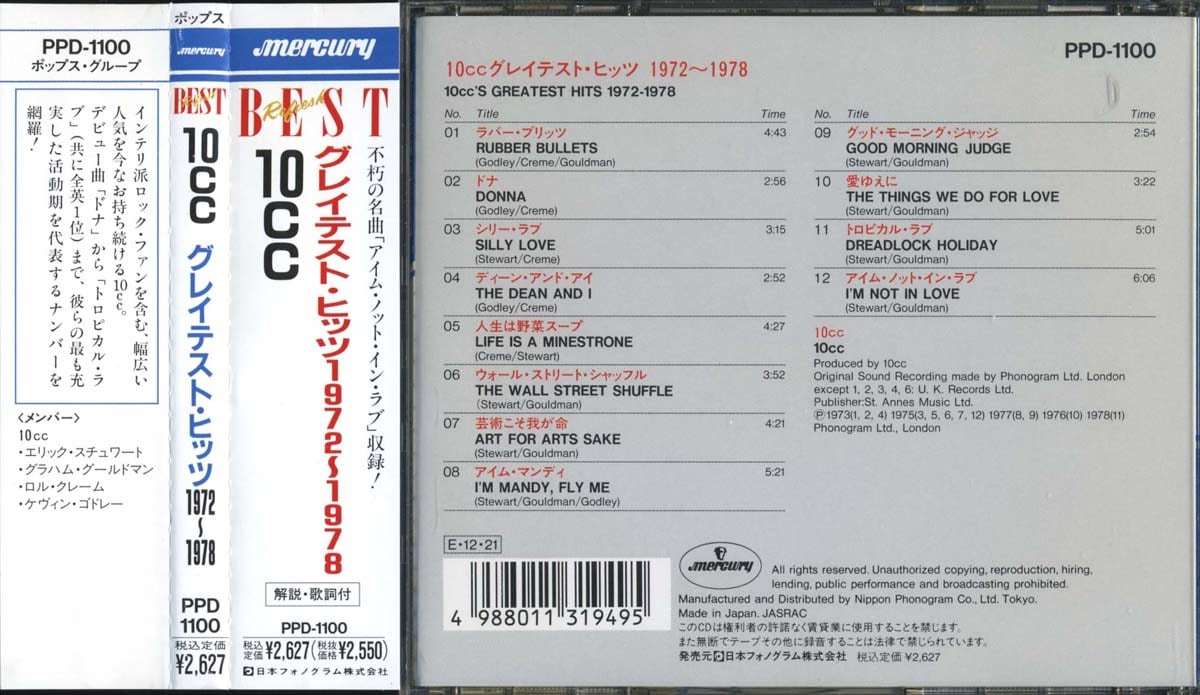 PPD-1100
ポップス・グループ
インテリ派ロック・ファンを含む、幅広い
人気を今なお持ち続ける10cc。
デビュー曲「ドナ」から「トロピカル・ラ
ブ」(共に全英1位)まで、彼らの最も充
実した活動期を代表するナンバーを
網羅!
〈メンバー〉
10cc
・エリック・スチュワート
・グラハム・グールドマン
・ロル・クレーム
・ケヴィン・ゴドレー
ポップス
mercury
BEST
10CC グレイテスト・ヒッツ 1972〜1978
PPD
1100
税込定価
¥2,627
mercury
BEST
Refresh
不朽の名曲「アイム・ノット・イン・ラブ」収録!
グレイテスト・ヒッツ1972〜1978
10CC
解説・歌詞付
PPD-1100
税込定価¥2,627(税抜価格¥2,550)
日本フォノグラム株式会社
PPD-1100
10ccグレイテスト・ヒッツ 1972〜1978
10cc'S GREATEST HITS 1972-1978
No. Title Time
01 ラバー・ブリッツ 4:43
RUBBER BULLETS
(Godley/Creme/Gouldman)
02 ドナ 2:56
DONNA
(Godley/Creme)
03 シリー・ラブ 3:15
SILLY LOVE
(Stewart/Creme)
04 ディーン・アンド・アイ 2:52
THE DEAN AND I
(Godley/Creme)
05 人生は野菜スープ 4:27
LIFE IS A MINESTRONE
(Creme/Stewart)
06 ウォール・ストリート・シャッフル 3:52
THE WALL STREET SHUFFLE
(Stewart/Gouldman)
07 芸術こそ我が命 4:21
ART FOR ARTS SAKE
(Stewart/Gouldman)
08 アイム・マンディ 5:21
I'M MANDY, FLY ME
(Stewart/Gouldman/Godley)
No. Title Time
09 グッド・モーニング・ジャッジ 2:54
GOOD MORNING JUDGE
(Stewart/Gouldman)
10 愛ゆえに 3:22
THE THINGS WE DO FOR LOVE
(Stewart/Gouldman)
11 トロピカル・ラブ 5:01
DREADLOCK HOLIDAY
(Stewart/Gouldman)
12 アイム・ノット・イン・ラブ 6:06
I'M NOT IN LOVE
(Stewart/Gouldman)
10cc
10cc
Produced by 10cc
Original Sound Recording made by Phonogram Ltd. London
except 1, 2, 3, 4, 6: U. K. Records Ltd.
Publisher:St. Annes Music Ltd.
Ⓟ1973(1, 2, 4) 1975(3, 5, 6, 7, 12) 1977(8, 9) 1976(10) 1978(11)
Phonogram Ltd., London
E・12・21
4 988011 319495
mercury
All rights reserved. Unauthorized copying, reproduction, hiring,
lending, public performance and broadcasting prohibited.
Manufactured and Distributed by Nippon Phonogram Co., Ltd. Tokyo.
Made in Japan. JASRAC
このCDは権利者の許諾なく賃貸業に使用することを禁じます。
また無断でテープその他に録音することは法律で禁じられています。
発売元 日本フォノグラム株式会社 税込定価 ¥2,627